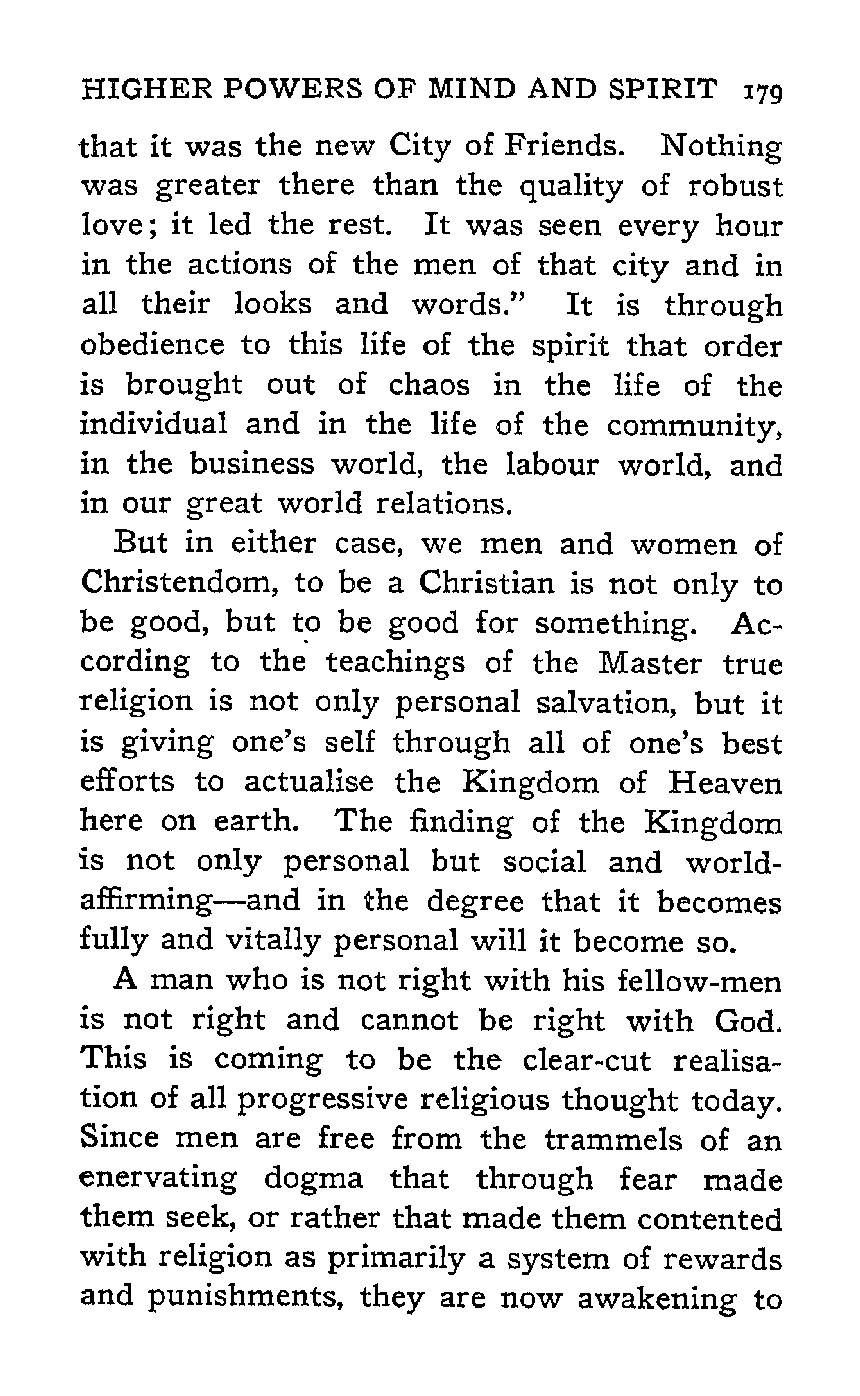 HIGHER POWERS OF MIND AND SPIRIT 179
that it was the new City of Friends. Nothing
was greater there than the quality of robust
love; it led the rest. It was seen every hour
in the actions of the men of that city and in
all their looks and words.” It is through
obedience to this life of the spirit that order
is brought out of chaos in the life of the
individual and in the life of the community,
in the business world, the labour world, and
in our great world relations.
But in either case, we men and women of
Christendom, to be a Christian is not only to
be good, but to be good for something. Ac-
cording to the teachings of the Master true
religion is not only personal salvation, but it
is giving one’s self through all of one’s best
efforts to actualise the Kingdom of Heaven
here on earth. The finding of the Kingdom
is not only personal but social and world-
affirming—and in the degree that it becomes
fully and vitally personal will it become so.
A man who is not right with his fellow-men
is not right and cannot be right with God.
This is coming to be the clear-cut realisa-
tion of all progressive religious thought today.
Since men are free from the trammels of an
enervating dogma that through fear made
them seek, or rather that made them contented
with religion as primarily a system of rewards
and punishments, they are now awakening to